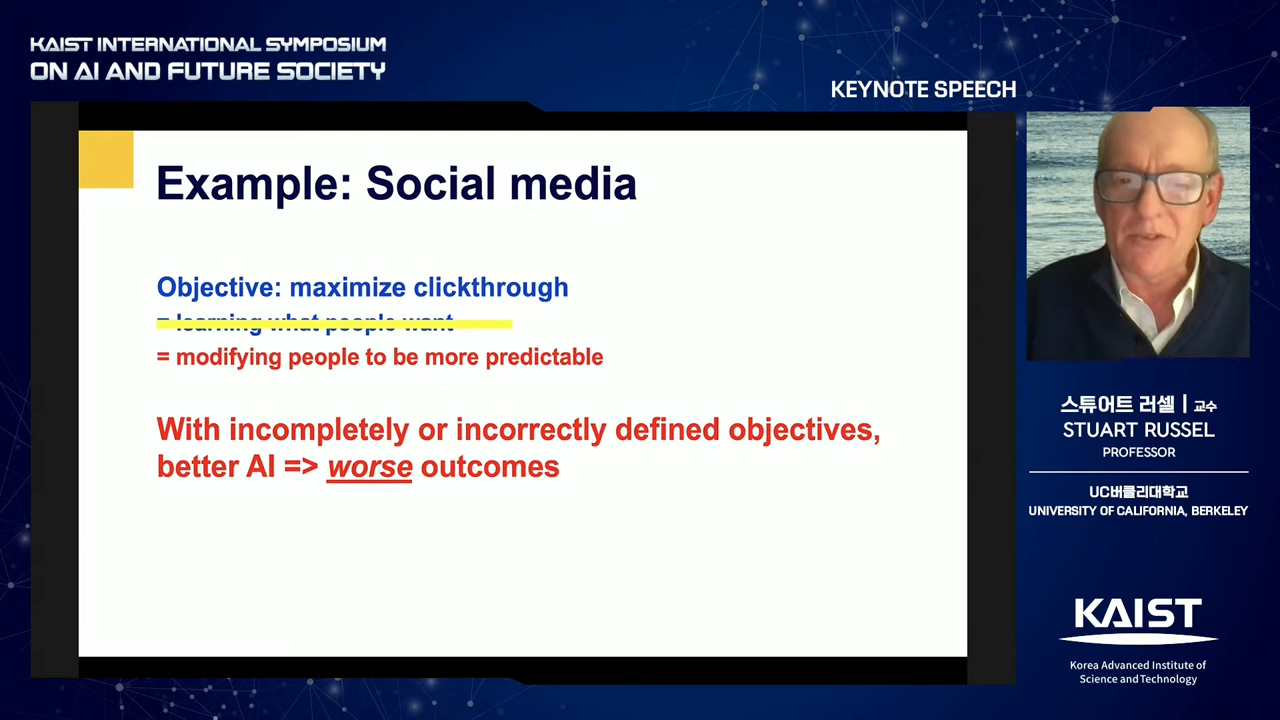 KAIST INTERNATIONAL SYMPOSIUM
ON AI AND FUTURE SOCIETY
KEYNOTE SPEECH
Example: Social media
Objective: maximize clickthrough
= learning what people want
= modifying people to be more predictable
With incompletely or incorrectly defined objectives,
better AI => worse outcomes
스튜어트 러셀 | 교수
STUART RUSSEL
PROFESSOR
UC버클리대학교
UNIVERSITY OF CALIFORNIA, BERKELEY
KAIST
Korea Advanced Institute of
Science and Technology